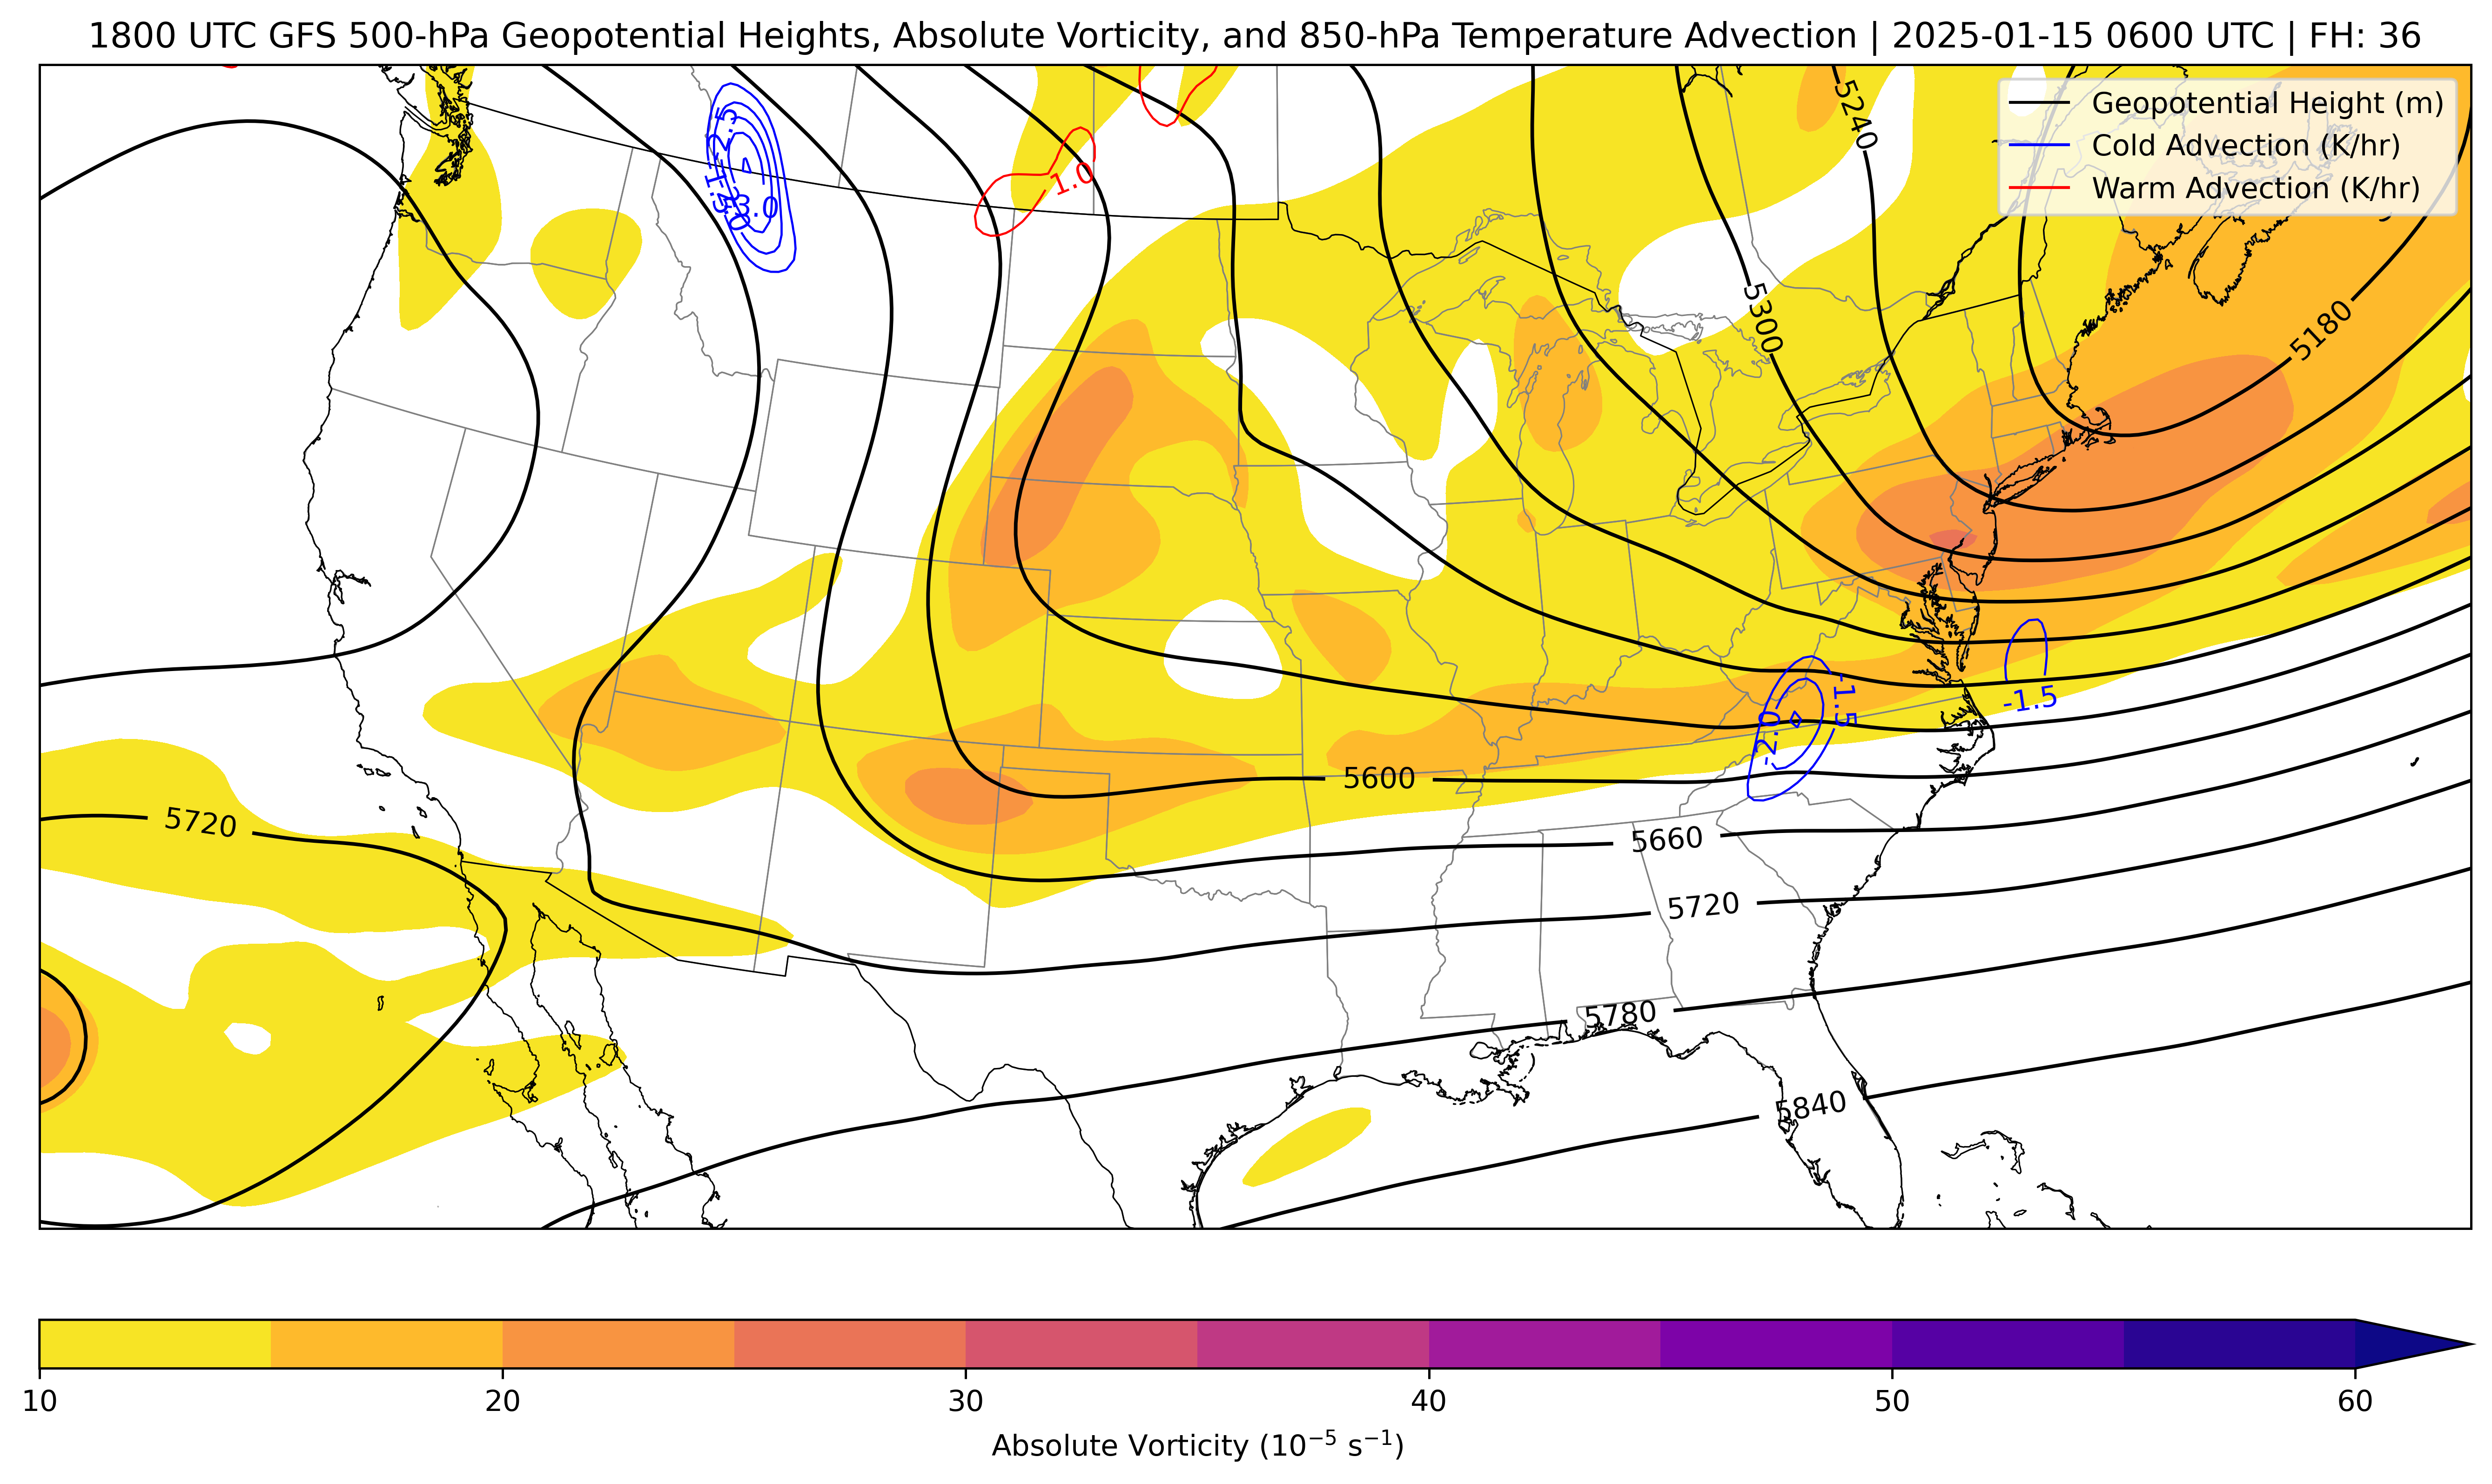 1800 UTC GFS 500-hPa Geopotential Heights, Absolute Vorticity, and 850-hPa Temperature Advection | 2025-01-15 0600 UTC | FH: 36
Geopotential Height (m)
Cold Advection (K/hr)
Warm Advection (K/hr)
5240
-2.5
-1.5
-3.0
1.0
5300
5180
-1.5
-1.5
-2.0
5600
5720
5660
5720
5780
5840
10 20 30 40 50 60
Absolute Vorticity (10⁻⁵ s⁻¹)